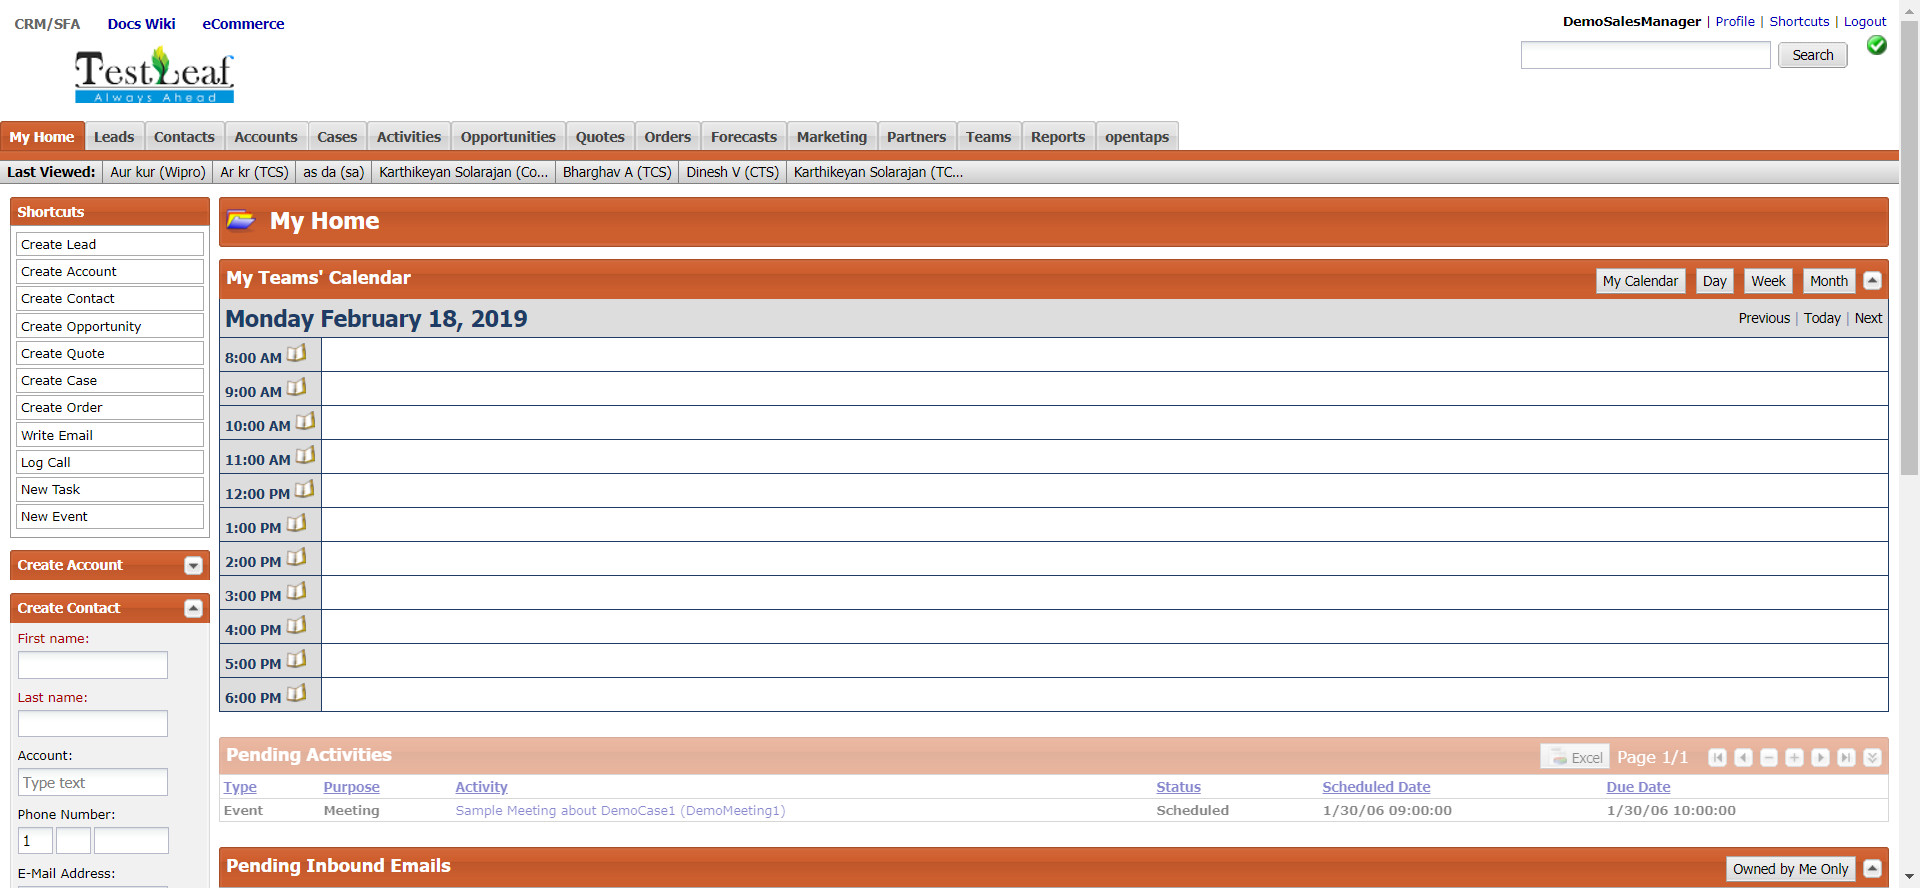 CRM/SFA Docs Wiki eCommerce
DemoSalesManager | Profile | Shortcuts | Logout
Search
TestLeaf
Always Ahead
My Home Leads Contacts Accounts Cases Activities Opportunities Quotes Orders Forecasts Marketing Partners Teams Reports opentaps
Last Viewed: Aur kur (Wipro) Ar kr (TCS) as da (sa) Karthikeyan Solarajan (Co... Bharghav A (TCS) Dinesh V (CTS) Karthikeyan Solarajan (TC...
Shortcuts
Create Lead
Create Account
Create Contact
Create Opportunity
Create Quote
Create Case
Create Order
Write Email
Log Call
New Task
New Event
Create Account
Create Contact
First name:
Last name:
Account:
Type text
Phone Number:
1
E-Mail Address:
My Home
My Teams' Calendar My Calendar Day Week Month
Monday February 18, 2019 Previous | Today | Next
8:00 AM
9:00 AM
10:00 AM
11:00 AM
12:00 PM
1:00 PM
2:00 PM
3:00 PM
4:00 PM
5:00 PM
6:00 PM
Pending Activities Excel Page 1/1
Type Purpose Activity Status Scheduled Date Due Date
Event Meeting Sample Meeting about DemoCase1 (DemoMeeting1) Scheduled 1/30/06 09:00:00 1/30/06 10:00:00
Pending Inbound Emails Owned by Me Only